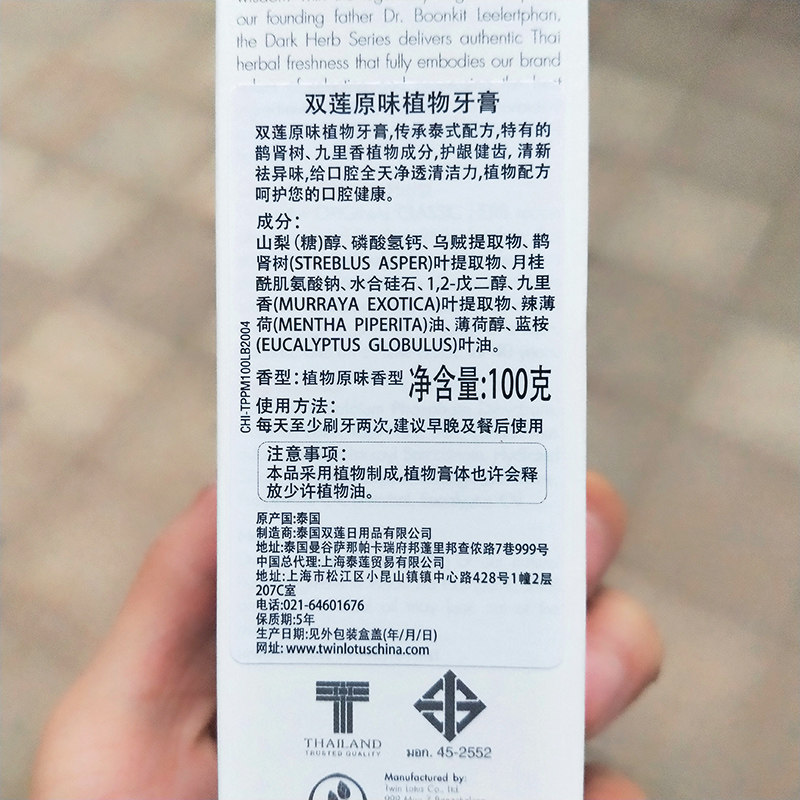 our founding father Dr. Boonkit Leelertphan,
the Dark Herb Series delivers authentic Thai
herbal freshness that fully embodies our brand
双莲原味植物牙膏
双莲原味植物牙膏,传承泰式配方,特有的
鹊肾树、九里香植物成分,护龈健齿, 清新
祛异味,给口腔全天净透清洁力,植物配方
呵护您的口腔健康。
成分：
山梨(糖)醇、磷酸氢钙、乌贼提取物、鹊
肾树(STREBLUS ASPER)叶提取物、月桂
酰肌氨酸钠、水合硅石、1,2-戊二醇、九里
香(MURRAYA EXOTICA)叶提取物、辣薄
荷(MENTHA PIPERITA)油、薄荷醇、蓝桉
(EUCALYPTUS GLOBULUS)叶油。
CHI-TPPM100LB2004
香型：植物原味香型 净含量:100克
使用方法：
每天至少刷牙两次,建议早晚及餐后使用
注意事项：
本品采用植物制成,植物膏体也许会释
放少许植物油。
原产国:泰国
制造商:泰国双莲日用品有限公司
地址:泰国曼谷萨那帕卡瑞府邦蓬里邦查侬路7巷999号
中国总代理:上海泰莲贸易有限公司
地址:上海市松江区小昆山镇镇中心路428号1幢2层
207C室
电话:021-64601676
保质期:5年
生产日期:见外包装盒盖(年/月/日)
网址: www.twinlotuschina.com
THAILAND
TRUSTED QUALITY
มอก. 45-2552
Manufactured by:
Twin Lotus Co., Ltd.